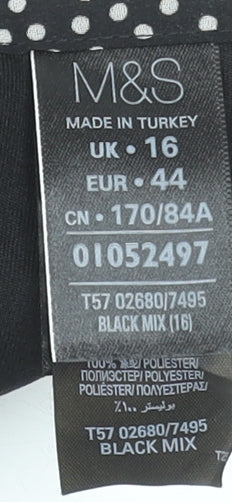 M&S
MADE IN TURKEY
UK • 16
EUR • 44
CN • 170/84A
01052497
T57 02680/7495
BLACK MIX (16)
100% POLIESTER/
ПОЛИЭСТЕР/ POLYESTER/
POLIÉSTER/ ΠΟΛΥΕΣΤΕΡΑΣ/
بوليستر ١٠٠٪
T57 02680/7495
BLACK MIX